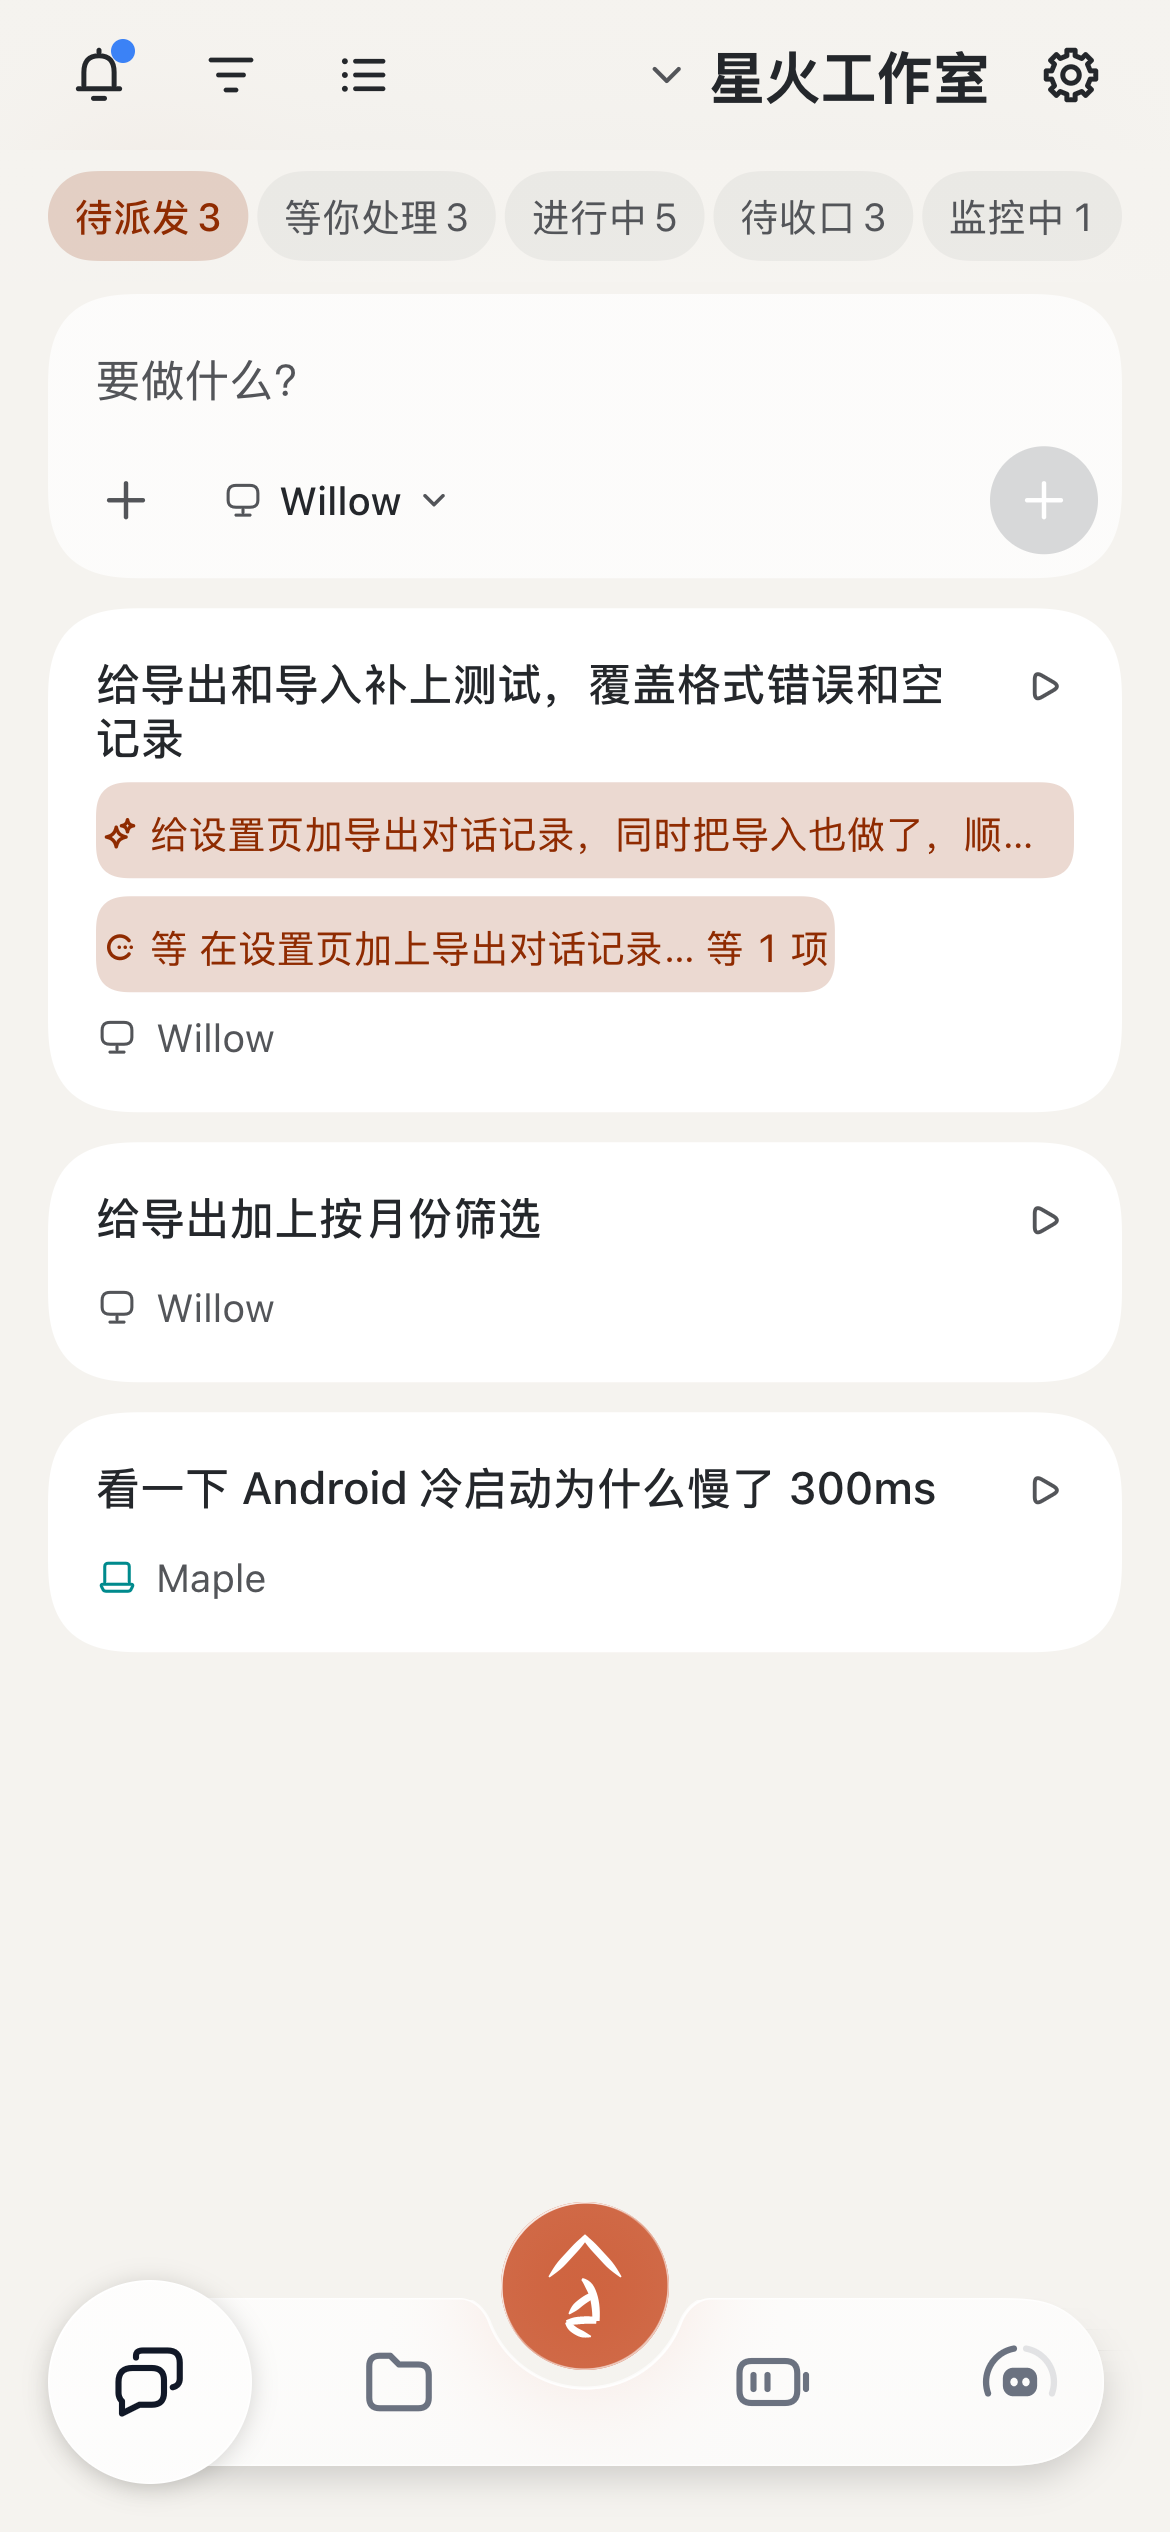 星火工作室
待派发 3
等你处理 3
进行中 5
待收口 3
监控中 1
要做什么?
Willow
给导出和导入补上测试，覆盖格式错误和空
记录
给设置页加导出对话记录，同时把导入也做了，顺...
等 在设置页加上导出对话记录... 等 1 项
Willow
给导出加上按月份筛选
Willow
看一下 Android 冷启动为什么慢了 300ms
Maple